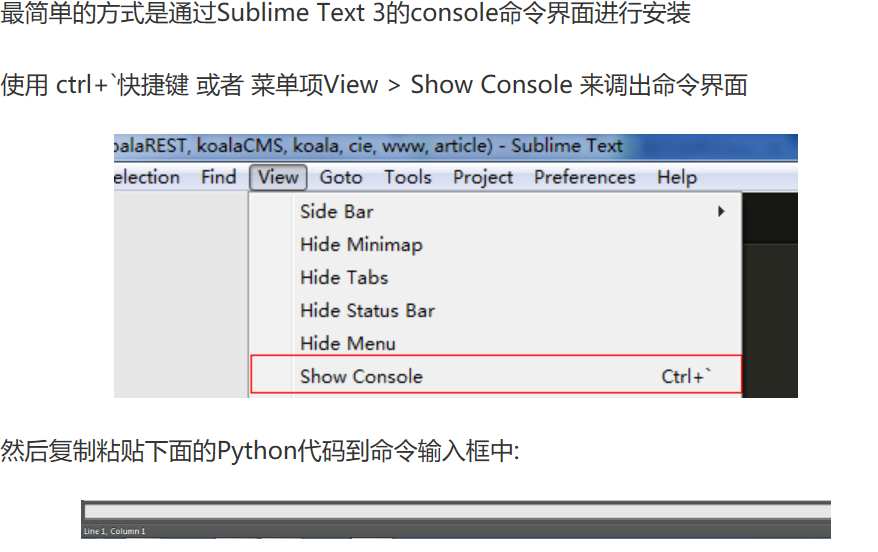 最简单的方式是通过Sublime Text 3的console命令界面进行安装
使用 ctrl+`快捷键 或者 菜单项View > Show Console 来调出命令界面
oalaREST, koalaCMS, koala, cie, www, article) - Sublime Text
election Find View Goto Tools Project Preferences Help
Side Bar
Hide Minimap
Hide Tabs
Hide Status Bar
Hide Menu
Show Console Ctrl+`
然后复制粘贴下面的Python代码到命令输入框中:
Line 1, Column 1